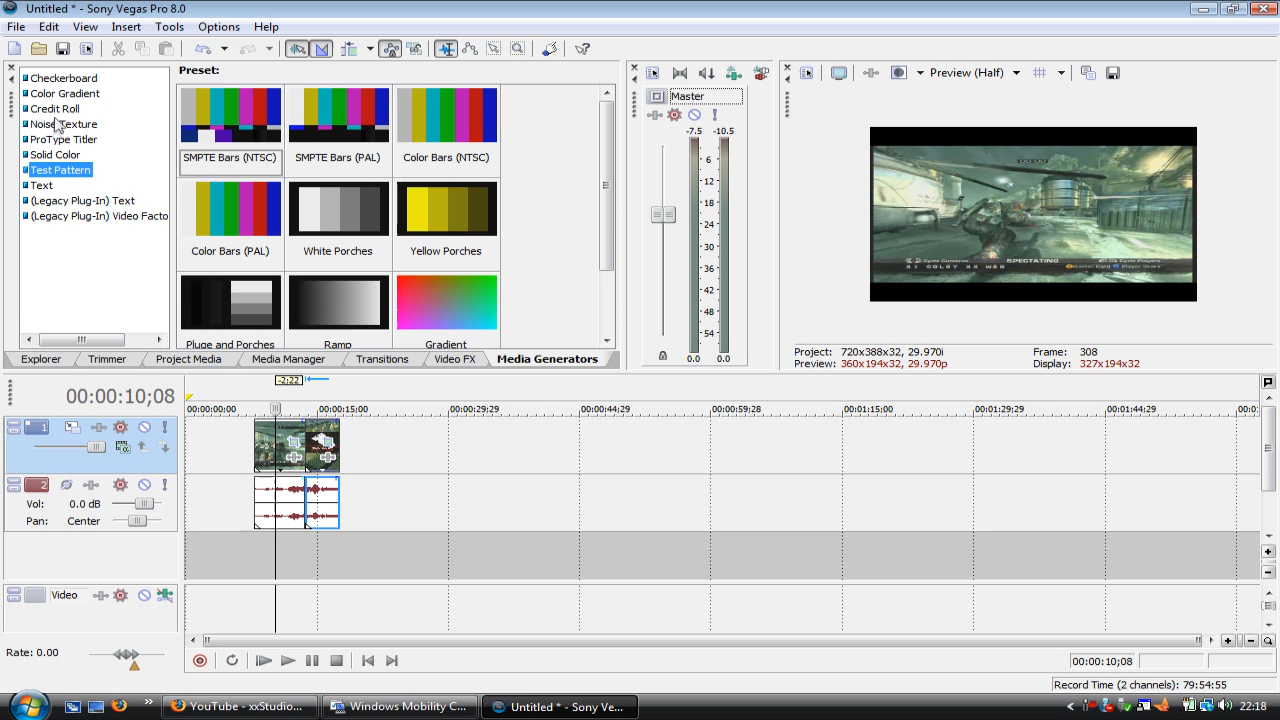 Untitled * - Sony Vegas Pro 8.0
File Edit View Insert Tools Options Help
Checkerboard
Color Gradient
Credit Roll
Noise Texture
ProType Titler
Solid Color
Test Pattern
Text
(Legacy Plug-In) Text
(Legacy Plug-In) Video Facto
Preset:
SMPTE Bars (NTSC) SMPTE Bars (PAL) Color Bars (NTSC)
Color Bars (PAL) White Porches Yellow Porches
Pluge and Porches Ramp Gradient
Explorer Trimmer Project Media Media Manager Transitions Video FX Media Generators
Master
-7.5 -10.5
6
12
18
24
30
36
42
48
54
0.0 0.0
Preview (Half)
SPECTATING
Project: 720x388x32, 29.970i Frame: 308
Preview: 360x194x32, 29.970p Display: 327x194x32
00:00:10;08
-2:22
00:00:00;00 00:00:15;00 00:00:29;29 00:00:44;29 00:00:59;28 00:01:15;00 00:01:29;29 00:01:44;29 00:0
1
2
Vol: 0.0 dB
Pan: Center
Video
Rate: 0.00
00:00:10;08
Record Time (2 channels): 79:54:55
YouTube - xxStudio... Windows Mobility C... Untitled * - Sony Ve... 22:18